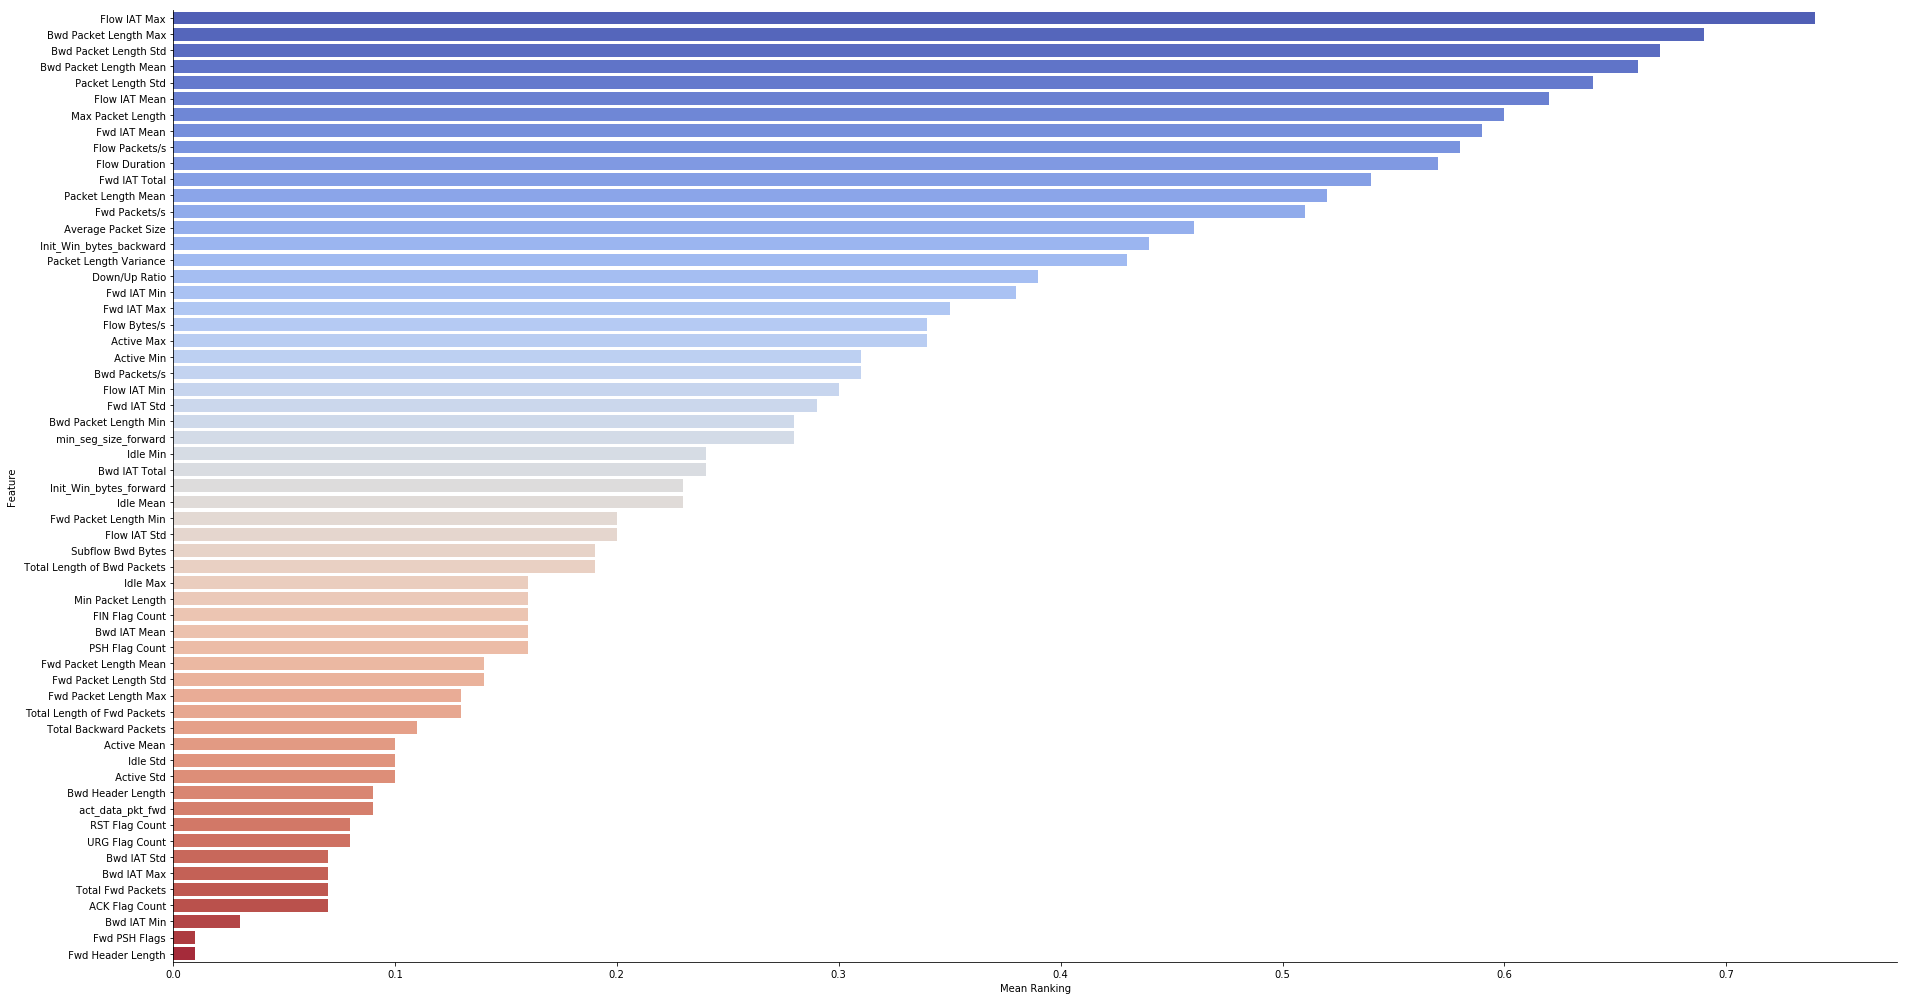 Flow IAT Max
Bwd Packet Length Max
Bwd Packet Length Std
Bwd Packet Length Mean
Packet Length Std
Flow IAT Mean
Max Packet Length
Fwd IAT Mean
Flow Packets/s
Flow Duration
Fwd IAT Total
Packet Length Mean
Fwd Packets/s
Average Packet Size
Init_Win_bytes_backward
Packet Length Variance
Down/Up Ratio
Fwd IAT Min
Fwd IAT Max
Flow Bytes/s
Active Max
Active Min
Bwd Packets/s
Flow IAT Min
Fwd IAT Std
Bwd Packet Length Min
min_seg_size_forward
Idle Min
Bwd IAT Total
Init_Win_bytes_forward
Idle Mean
Fwd Packet Length Min
Flow IAT Std
Subflow Bwd Bytes
Total Length of Bwd Packets
Idle Max
Min Packet Length
FIN Flag Count
Bwd IAT Mean
PSH Flag Count
Fwd Packet Length Mean
Fwd Packet Length Std
Fwd Packet Length Max
Total Length of Fwd Packets
Total Backward Packets
Active Mean
Idle Std
Active Std
Bwd Header Length
act_data_pkt_fwd
RST Flag Count
URG Flag Count
Bwd IAT Std
Bwd IAT Max
Total Fwd Packets
ACK Flag Count
Bwd IAT Min
Fwd PSH Flags
Fwd Header Length
Feature
0.0 0.1 0.2 0.3 0.4 0.5 0.6 0.7
Mean Ranking